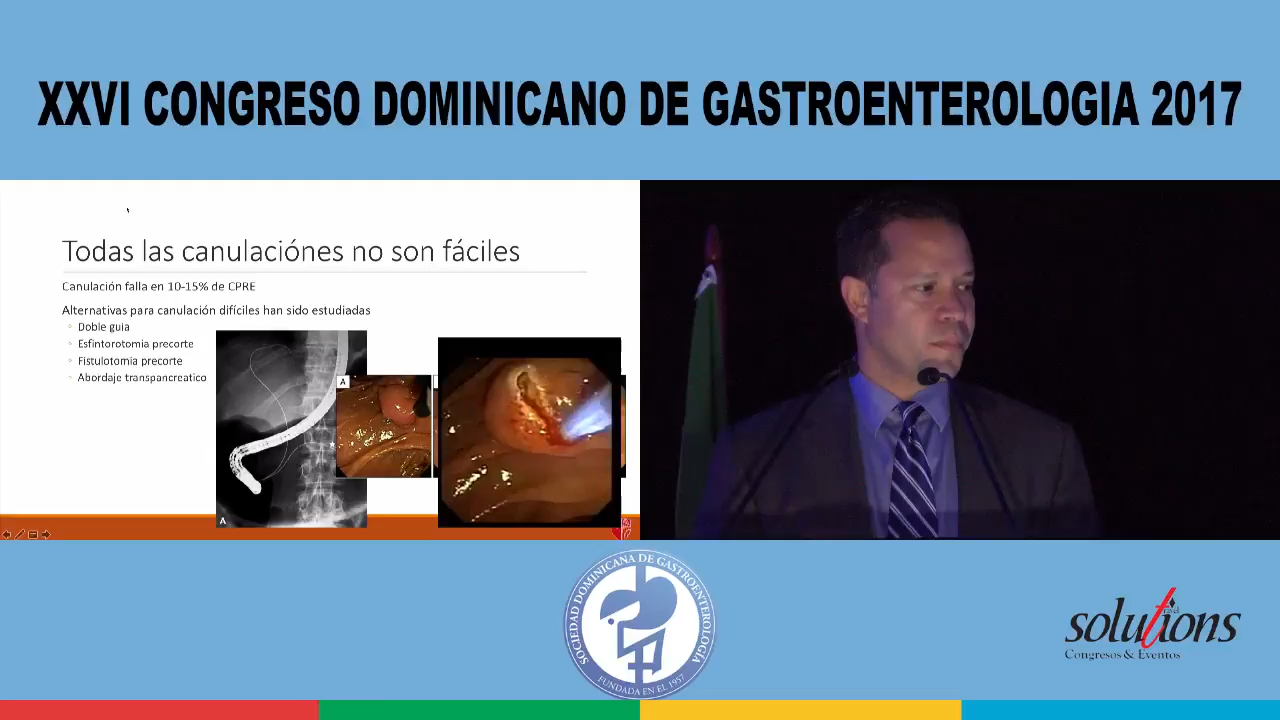 XXVI CONGRESO DOMINICANO DE GASTROENTEROLOGIA 2017
Todas las canulaciónes no son fáciles
Canulación falla en 10-15% de CPRE
Alternativas para canulación difíciles han sido estudiadas
Doble guia
Esfintorotomia precorte
Fistulotomia precorte
Abordaje transpancreatico
A
A
SOCIEDAD DOMINICANA DE GASTROENTEROLOGÍA
FUNDADA EN EL 1957
solutions
travel
Congresos & Eventos